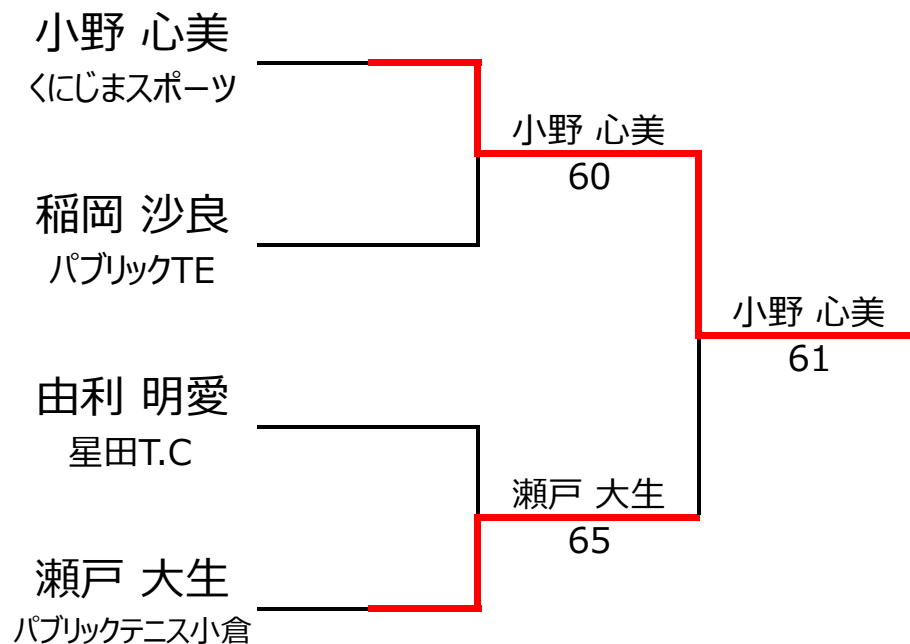 小野 心美
くにじまスポーツ
小野 心美
60
稲岡 沙良
パブリックTE
小野 心美
61
由利 明愛
星田T.C
瀬戸 大生
65
瀬戸 大生
パブリックテニス小倉